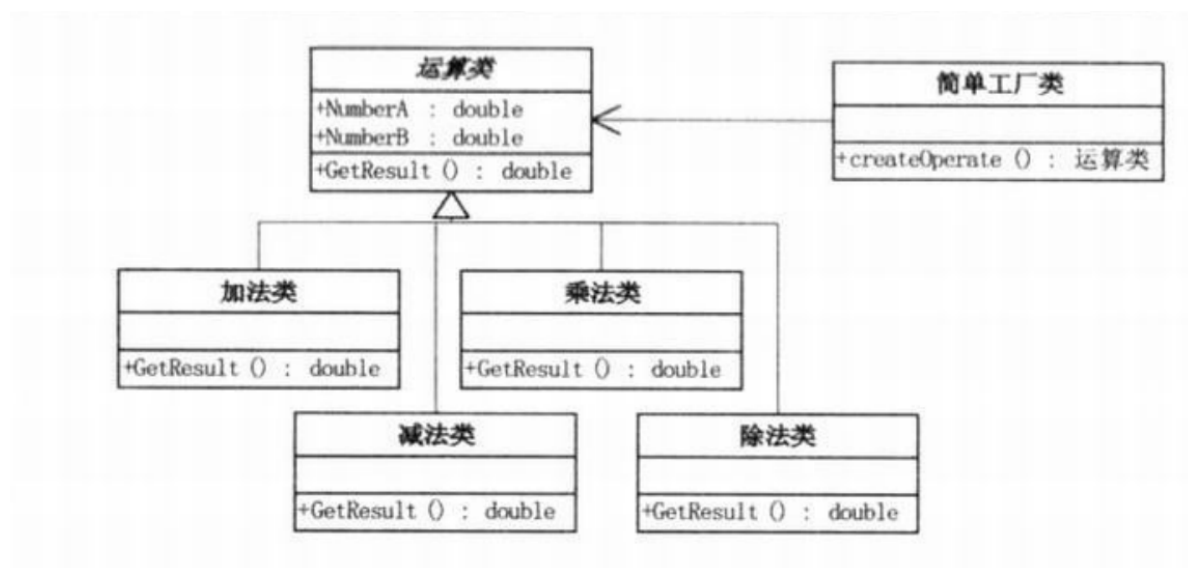 运算类
+NumberA : double
+NumberB : double
+GetResult () : double
简单工厂类
+createOperate () : 运算类
加法类
+GetResult () : double
乘法类
+GetResult () : double
减法类
+GetResult () : double
除法类
+GetResult () : double